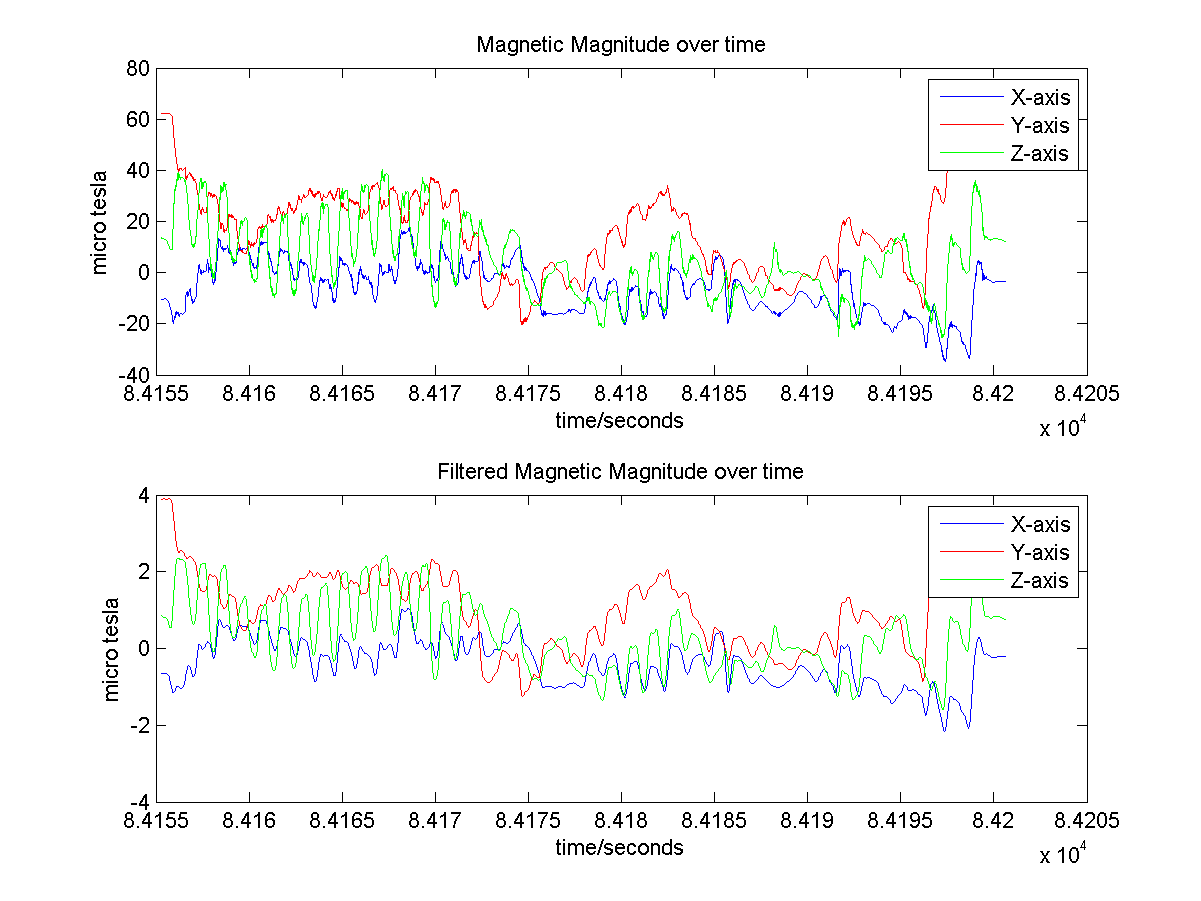 Magnetic Magnitude over time
80
60
40
20
0
-20
-40
micro tesla
X-axis
Y-axis
Z-axis
8.4155 8.416 8.4165 8.417 8.4175 8.418 8.4185 8.419 8.4195 8.42 8.4205
time/seconds
x 10^4
Filtered Magnetic Magnitude over time
4
2
0
-2
-4
micro tesla
X-axis
Y-axis
Z-axis
8.4155 8.416 8.4165 8.417 8.4175 8.418 8.4185 8.419 8.4195 8.42 8.4205
time/seconds
x 10^4